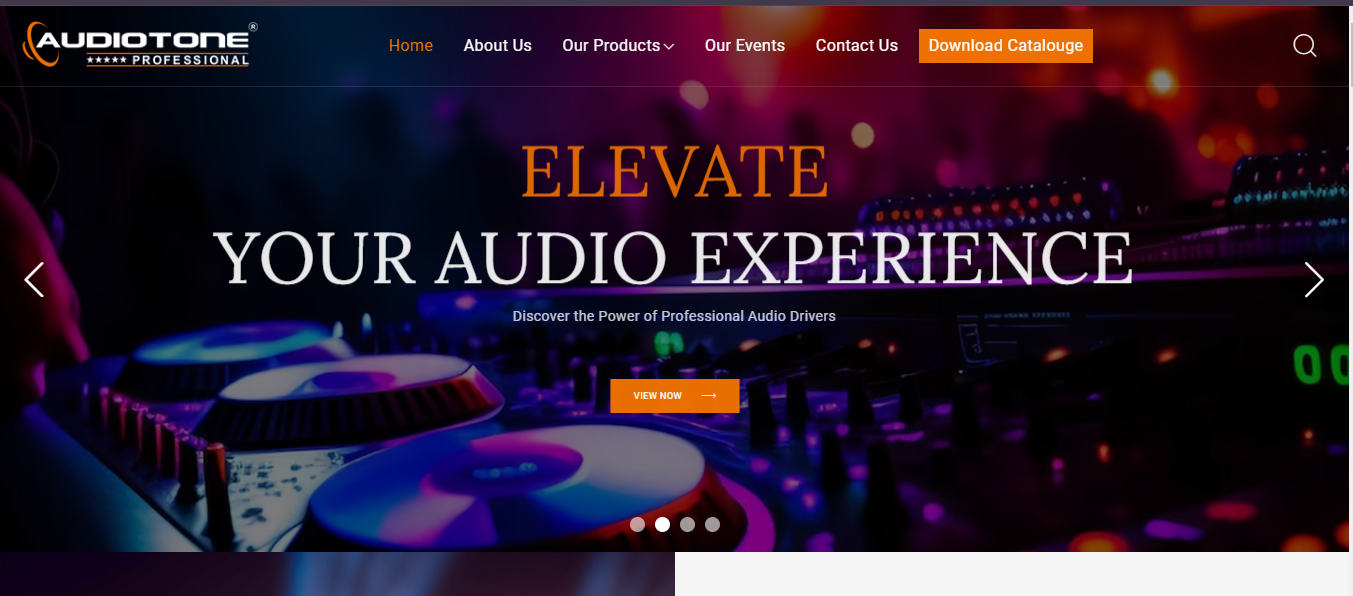 AUDIOTONE®
★★★★★ PROFESSIONAL
Home About Us Our Products Our Events Contact Us Download Catalouge
ELEVATE
YOUR AUDIO EXPERIENCE
Discover the Power of Professional Audio Drivers
VIEW NOW →
00